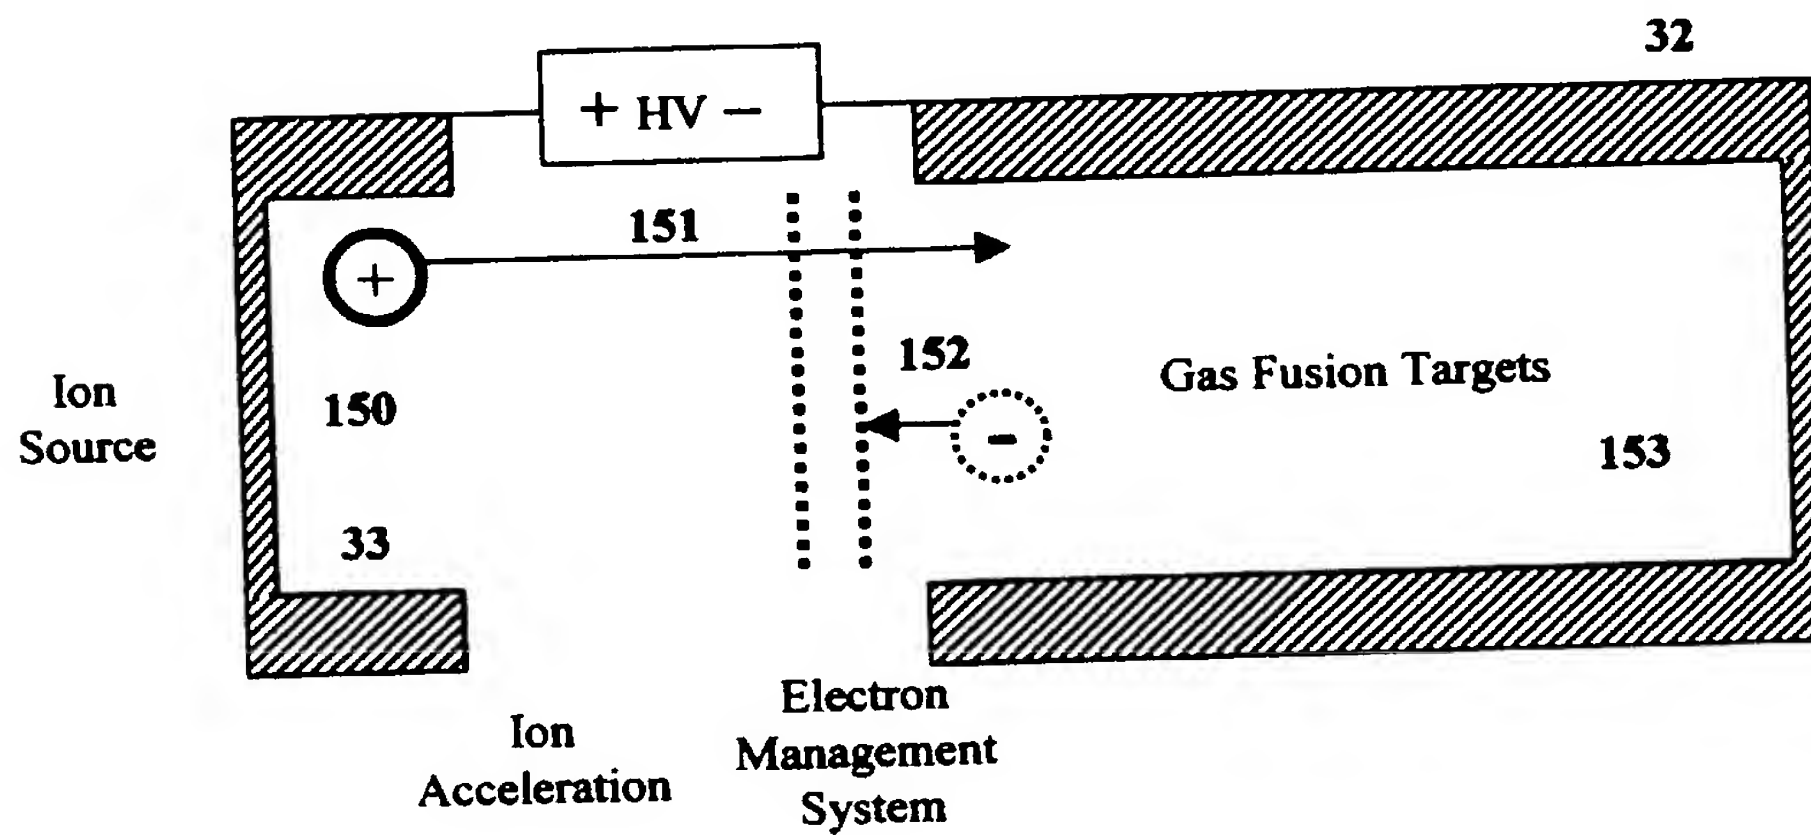 32
+ HV −
151
+
152
Gas Fusion Targets
Ion
Source
150
−
153
33
Electron
Management
System
Ion
Acceleration